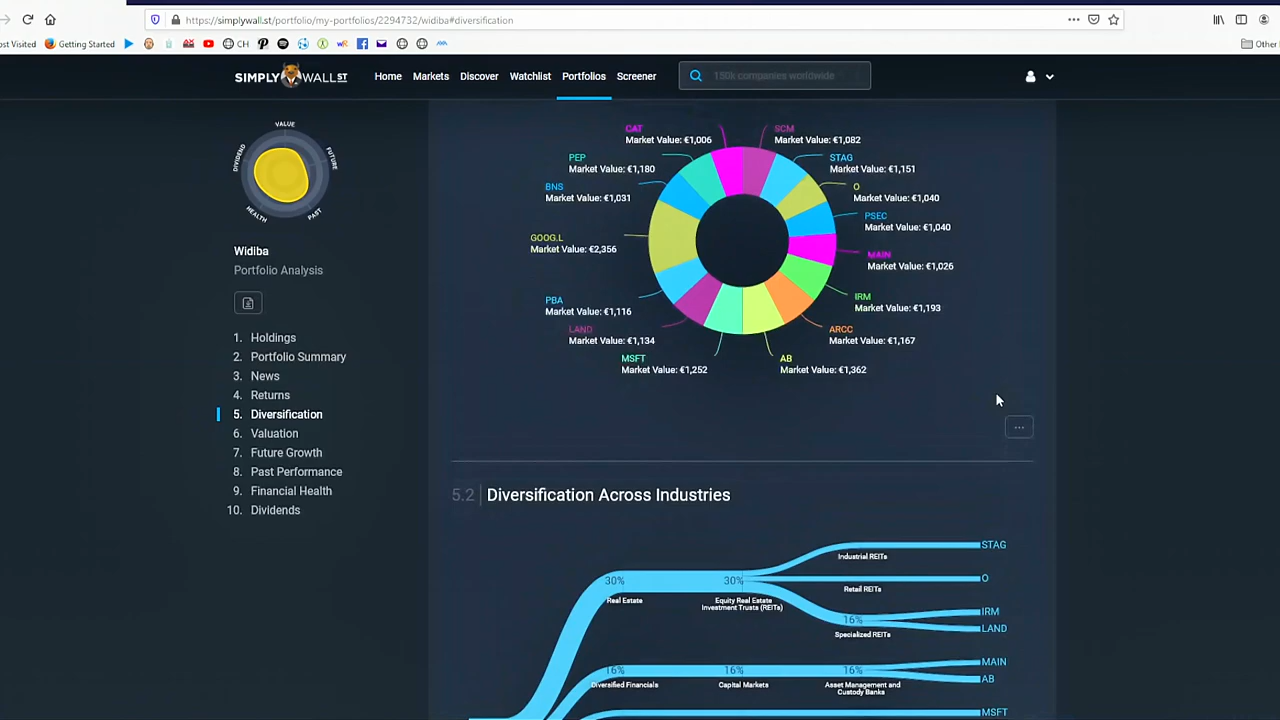 https://simplywall.st/portfolio/my-portfolios/2294732/widiba#diversification
ost Visited
Getting Started
CH
Other
SIMPLY WALL ST
Home
Markets
Discover
Watchlist
Portfolios
Screener
150k companies worldwide
VALUE
FUTURE
PAST
HEALTH
DIVIDEND
Widiba
Portfolio Analysis
1. Holdings
2. Portfolio Summary
3. News
4. Returns
5. Diversification
6. Valuation
7. Future Growth
8. Past Performance
9. Financial Health
10. Dividends
CAT
Market Value: €1,006
SCM
Market Value: €1,082
PEP
Market Value: €1,180
STAG
Market Value: €1,151
BNS
Market Value: €1,031
O
Market Value: €1,040
PSEC
Market Value: €1,040
GOOG.L
Market Value: €2,356
MAIN
Market Value: €1,026
PBA
Market Value: €1,116
IRM
Market Value: €1,193
LAND
Market Value: €1,134
ARCC
Market Value: €1,167
MSFT
Market Value: €1,252
AB
Market Value: €1,362
5.2 Diversification Across Industries
30%
Real Estate
30%
Equity Real Estate
Investment Trusts (REITs)
Industrial REITs
STAG
Retail REITs
O
16%
Specialized REITs
IRM
LAND
16%
Diversified Financials
16%
Capital Markets
16%
Asset Management and
Custody Banks
MAIN
AB
MSFT